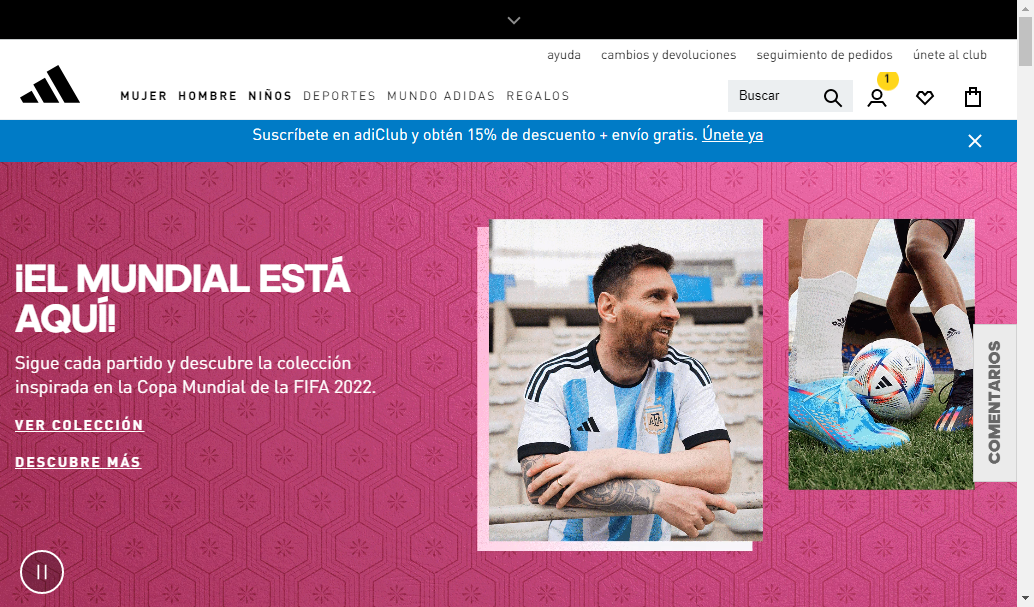 ayuda cambios y devoluciones seguimiento de pedidos únete al club
1
MUJER HOMBRE NIÑOS DEPORTES MUNDO ADIDAS REGALOS
Buscar
Suscríbete en adiClub y obtén 15% de descuento + envío gratis. Únete ya
¡EL MUNDIAL ESTÁ
AQUÍ!
Sigue cada partido y descubre la colección
inspirada en la Copa Mundial de la FIFA 2022.
VER COLECCIÓN
DESCUBRE MÁS
COMENTARIOS